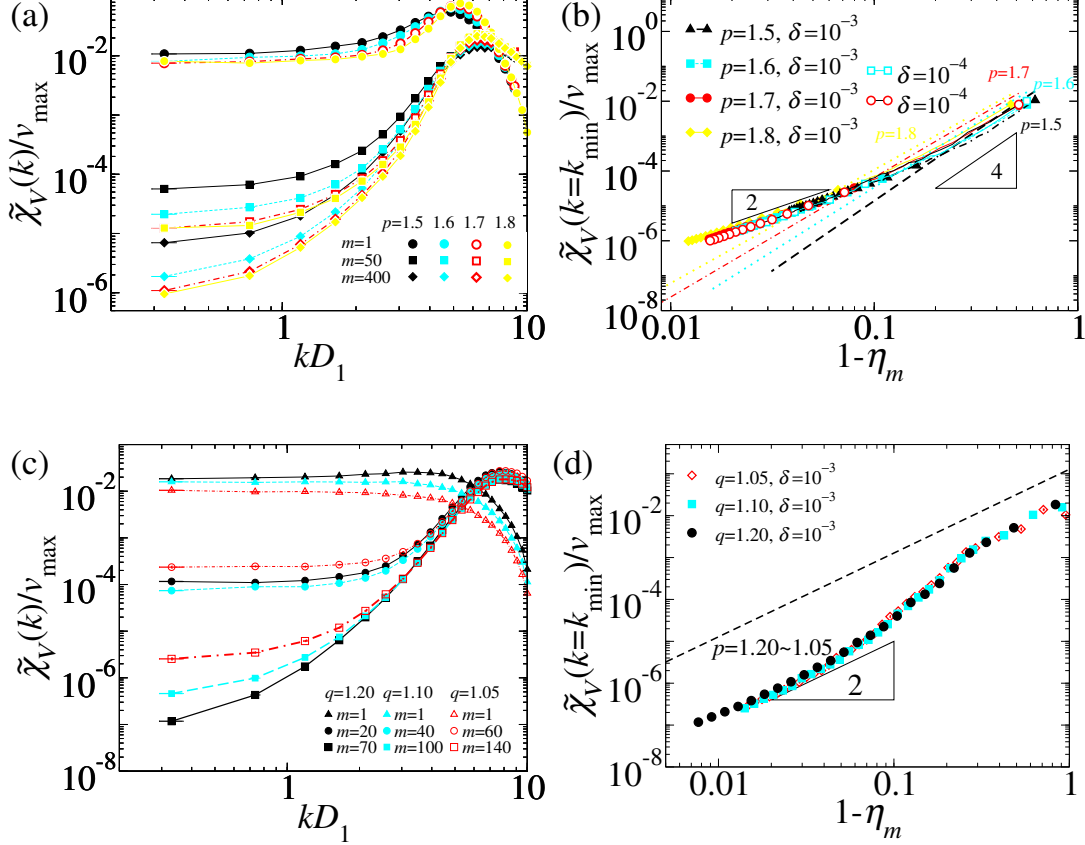 (a)
χ̃_V(k)/v_max
10^-2
10^-4
10^-6
p=1.5 1.6 1.7 1.8
m=1
m=50
m=400
1 10
kD_1
(b)
χ̃_V(k=k_min)/v_max
10^0
10^-2
10^-4
10^-6
10^-8
p=1.5, δ=10^-3
p=1.6, δ=10^-3
p=1.7, δ=10^-3
p=1.8, δ=10^-3
δ=10^-4
δ=10^-4
p=1.7
p=1.6
p=1.8
p=1.5
2
4
0.01 0.1 1
1-η_m
(c)
χ̃_V(k)/v_max
10^-2
10^-4
10^-6
10^-8
q=1.20 q=1.10 q=1.05
m=1 m=1 m=1
m=20 m=40 m=60
m=70 m=100 m=140
1 10
kD_1
(d)
χ̃_V(k=k_min)/v_max
10^0
10^-2
10^-4
10^-6
10^-8
q=1.05, δ=10^-3
q=1.10, δ=10^-3
q=1.20, δ=10^-3
p=1.20~1.05
2
0.01 0.1 1
1-η_m